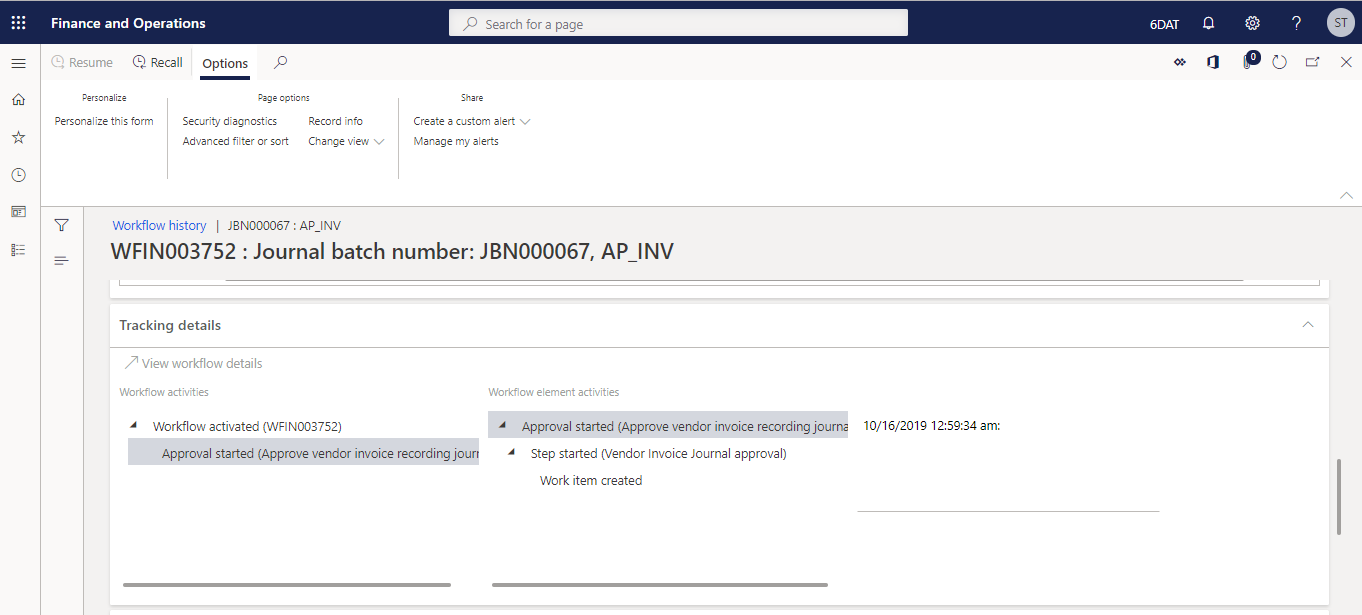 Finance and Operations
Search for a page
6DAT
ST
Resume
Recall
Options
0
Personalize
Personalize this form
Page options
Security diagnostics
Record info
Advanced filter or sort
Change view
Share
Create a custom alert
Manage my alerts
Workflow history | JBN000067 : AP_INV
WFIN003752 : Journal batch number: JBN000067, AP_INV
Tracking details
View workflow details
Workflow activities
Workflow activated (WFIN003752)
Approval started (Approve vendor invoice recording jour
Workflow element activities
Approval started (Approve vendor invoice recording journa
Step started (Vendor Invoice Journal approval)
Work item created
10/16/2019 12:59:34 am: